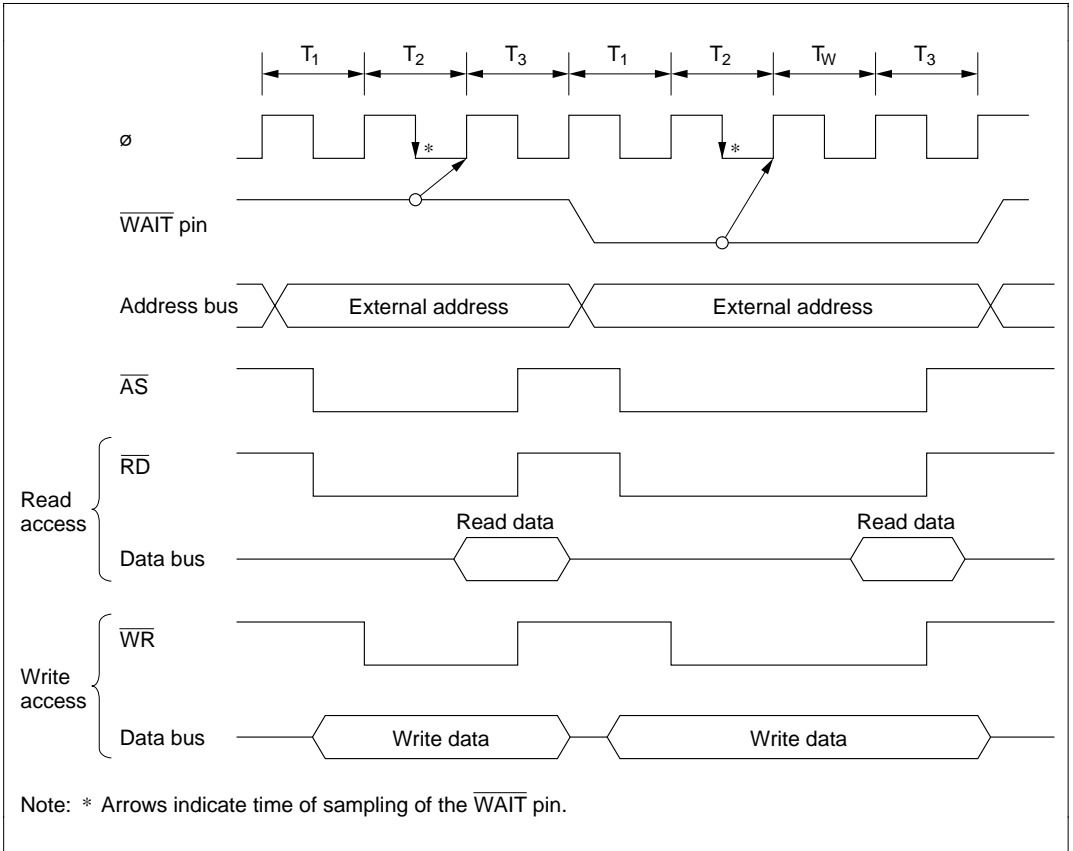 T1 T2 T3 T1 T2 TW T3
ø
*
*
WAIT pin
Address bus
External address
External address
AS
RD
Read access
Read data
Read data
Data bus
WR
Write access
Data bus
Write data
Write data
Note: * Arrows indicate time of sampling of the WAIT pin.